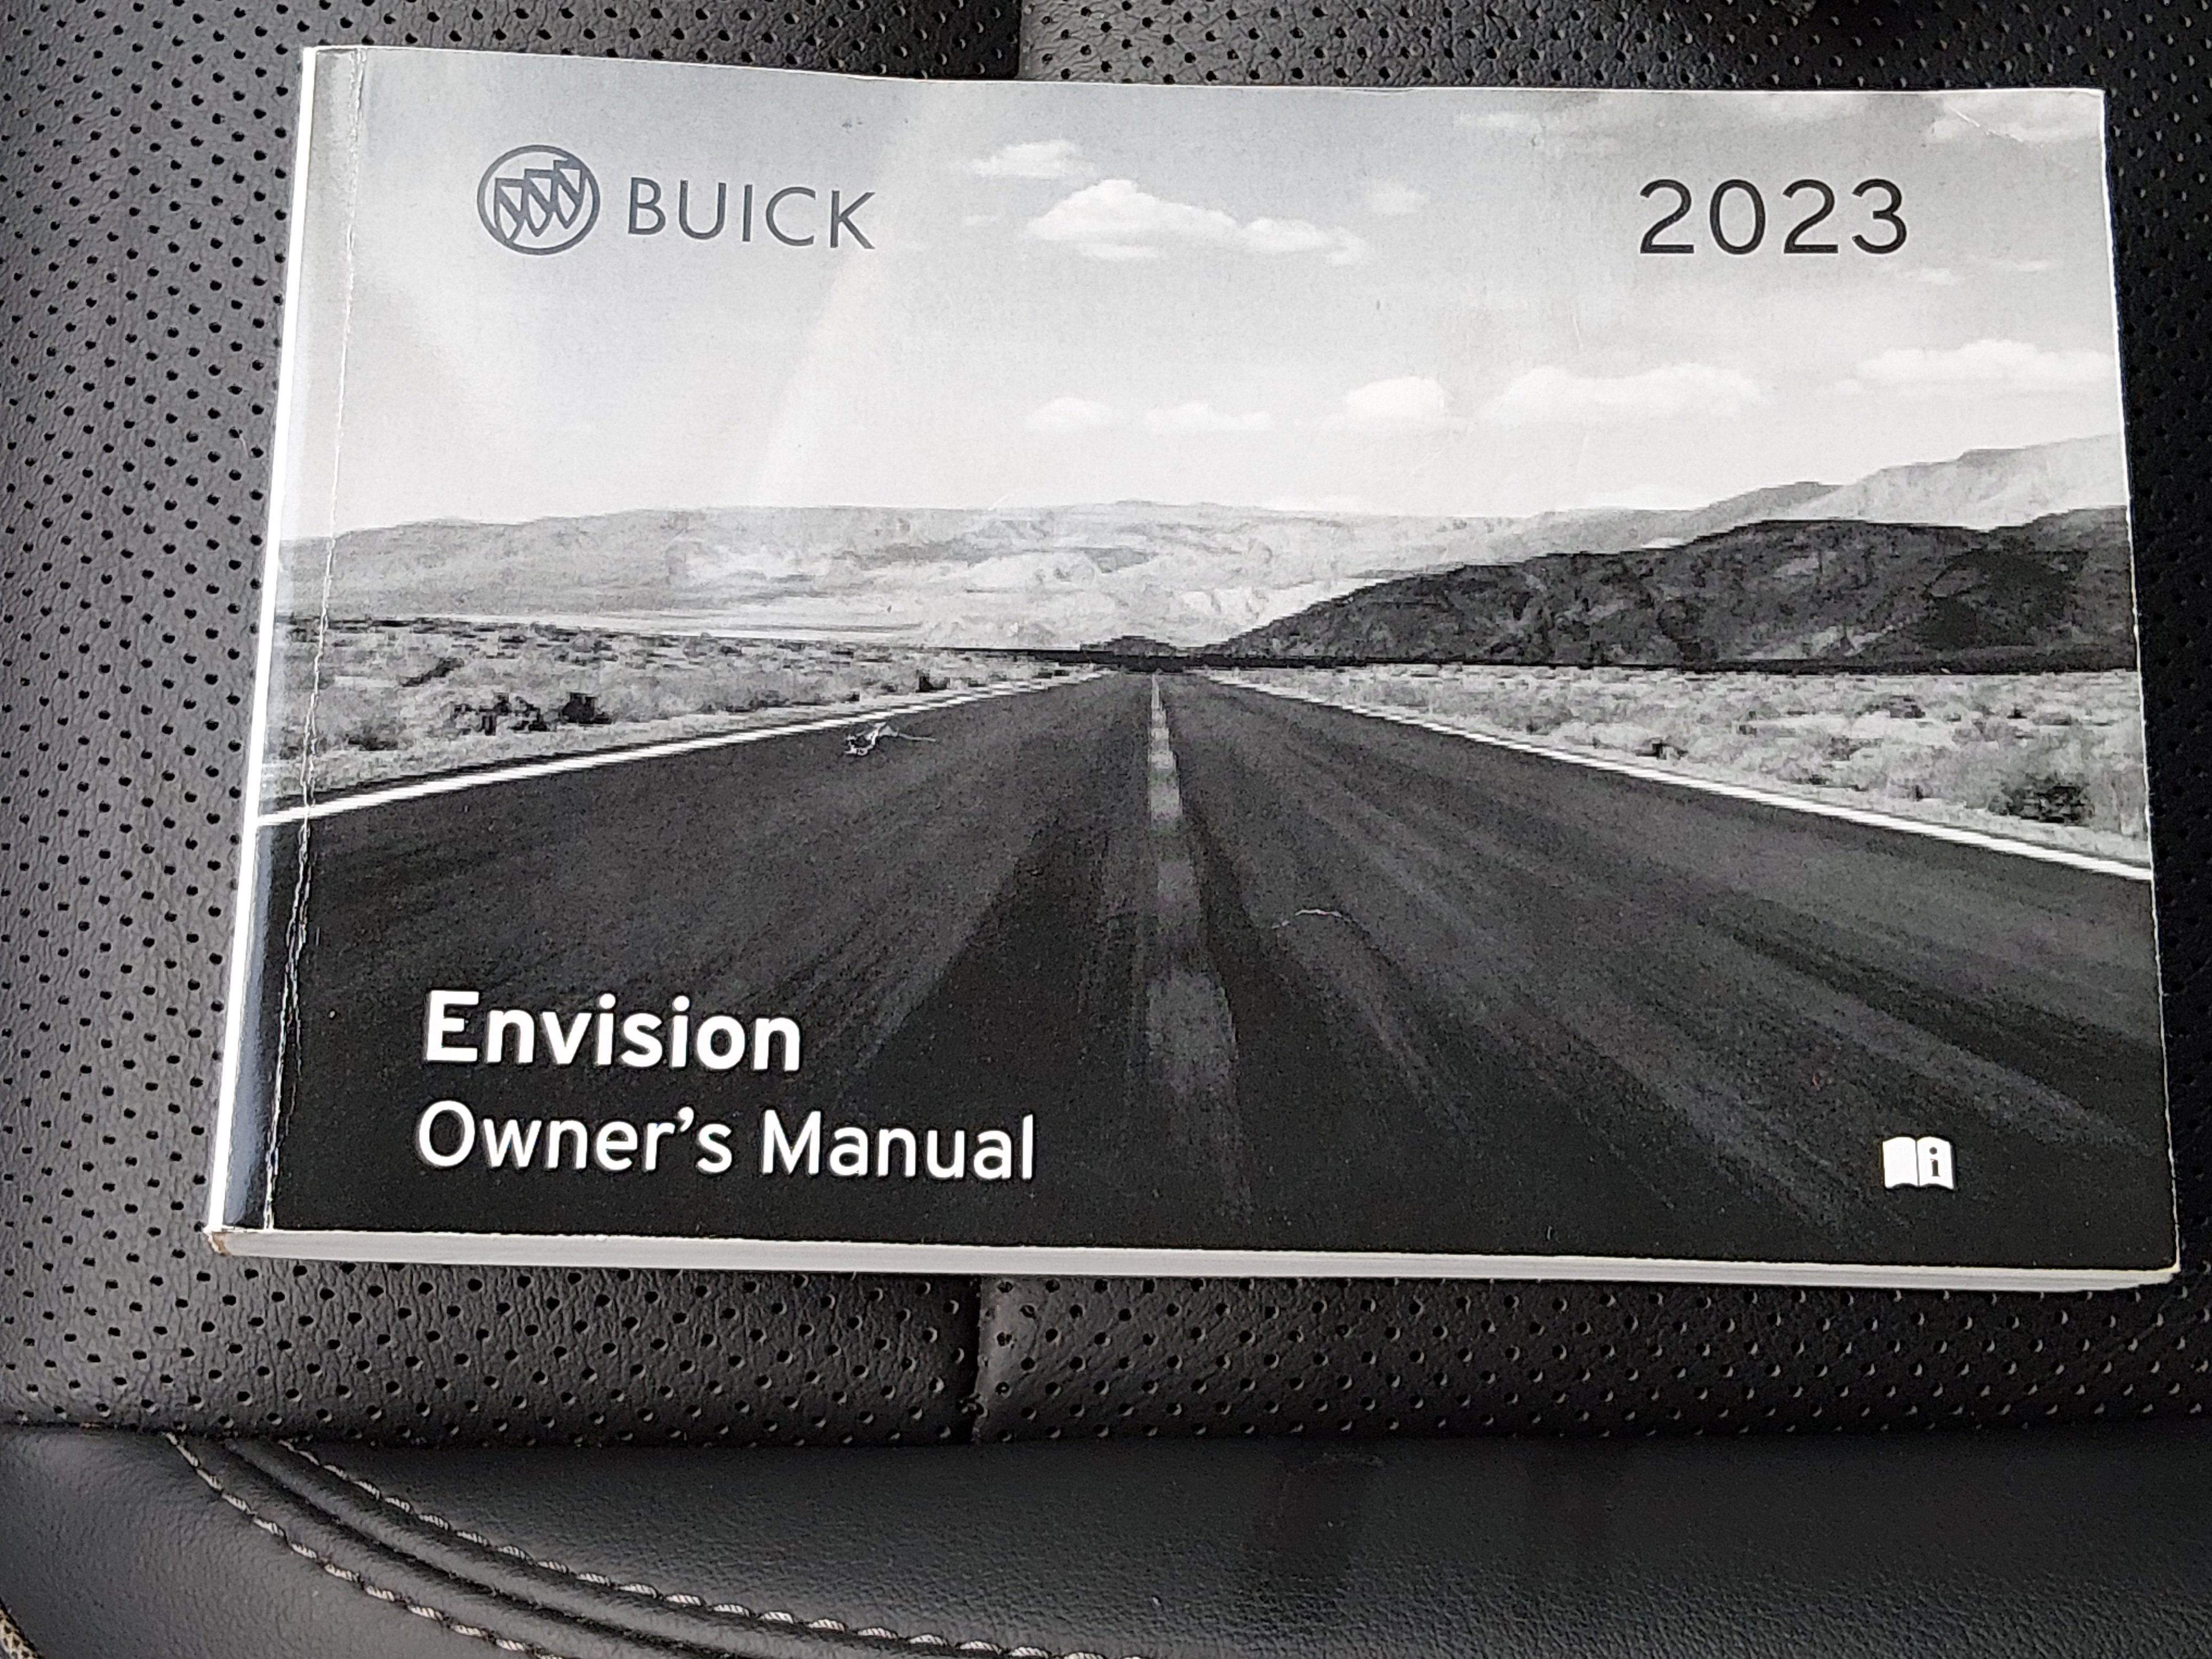 BUICK
2023
Envision
Owner's Manual
i